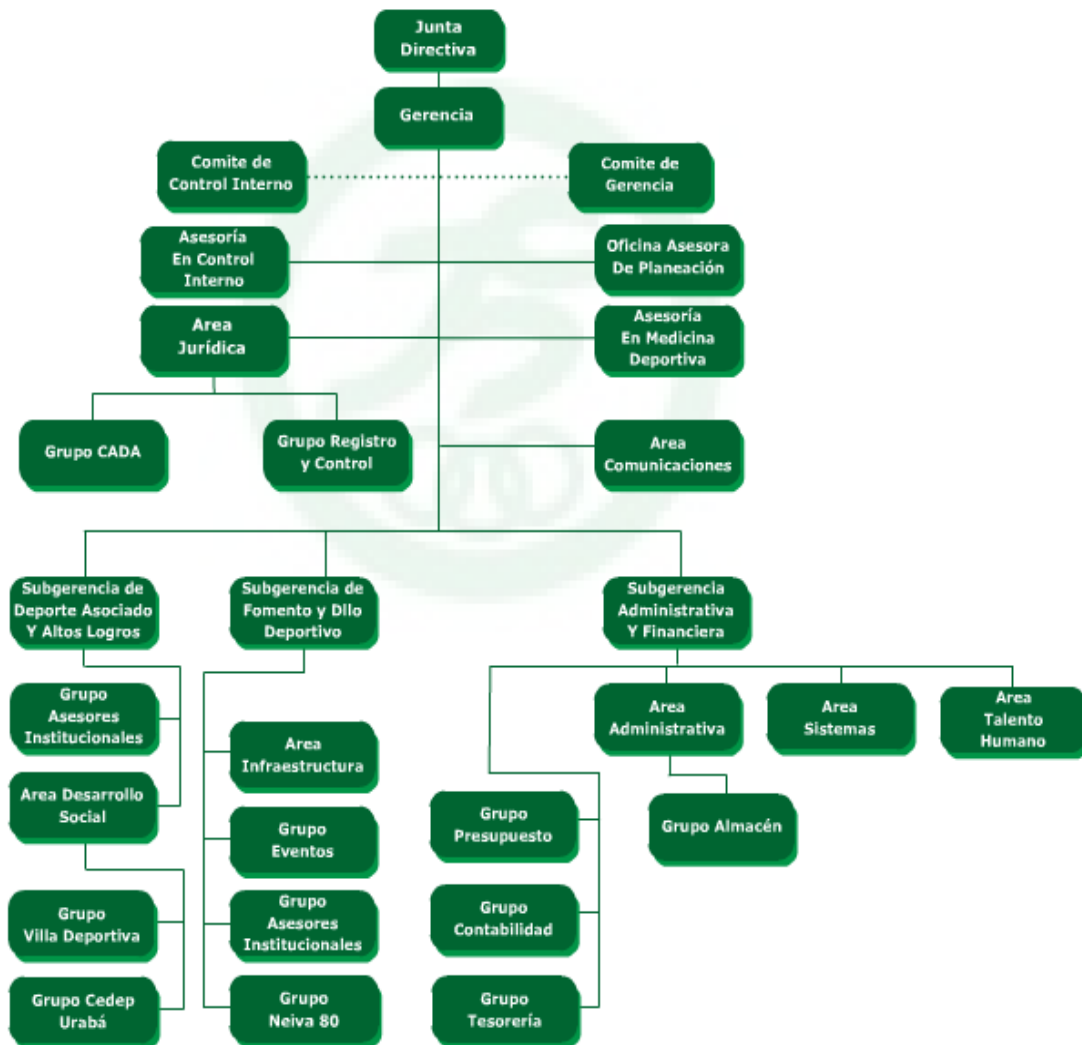 Junta
Directiva
Gerencia
Comite de
Control Interno
Comite de
Gerencia
Asesoría
En Control
Interno
Oficina Asesora
De Planeación
Area
Jurídica
Asesoría
En Medicina
Deportiva
Grupo CADA
Grupo Registro
y Control
Area
Comunicaciones
Subgerencia de
Deporte Asociado
Y Altos Logros
Subgerencia de
Fomento y Dllo
Deportivo
Subgerencia
Administrativa
Y Financiera
Grupo
Asesores
Institucionales
Area Desarrollo
Social
Grupo
Villa Deportiva
Grupo Cedep
Urabá
Area
Infraestructura
Grupo
Eventos
Grupo
Asesores
Institucionales
Grupo
Neiva 80
Area
Administrativa
Area
Sistemas
Area
Talento
Humano
Grupo Almacén
Grupo
Presupuesto
Grupo
Contabilidad
Grupo
Tesorería